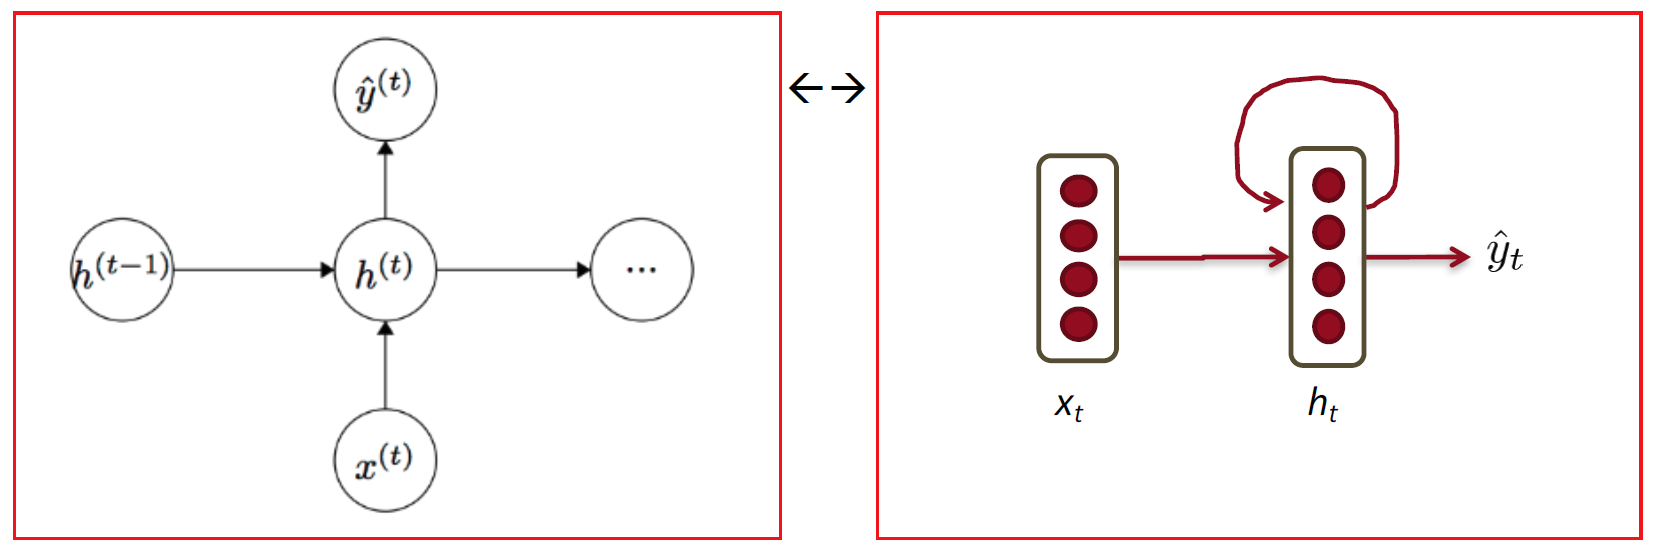 ŷ^(t)
h^(t−1)
h^(t)
...
x^(t)
←→
ŷ_t
x_t
h_t